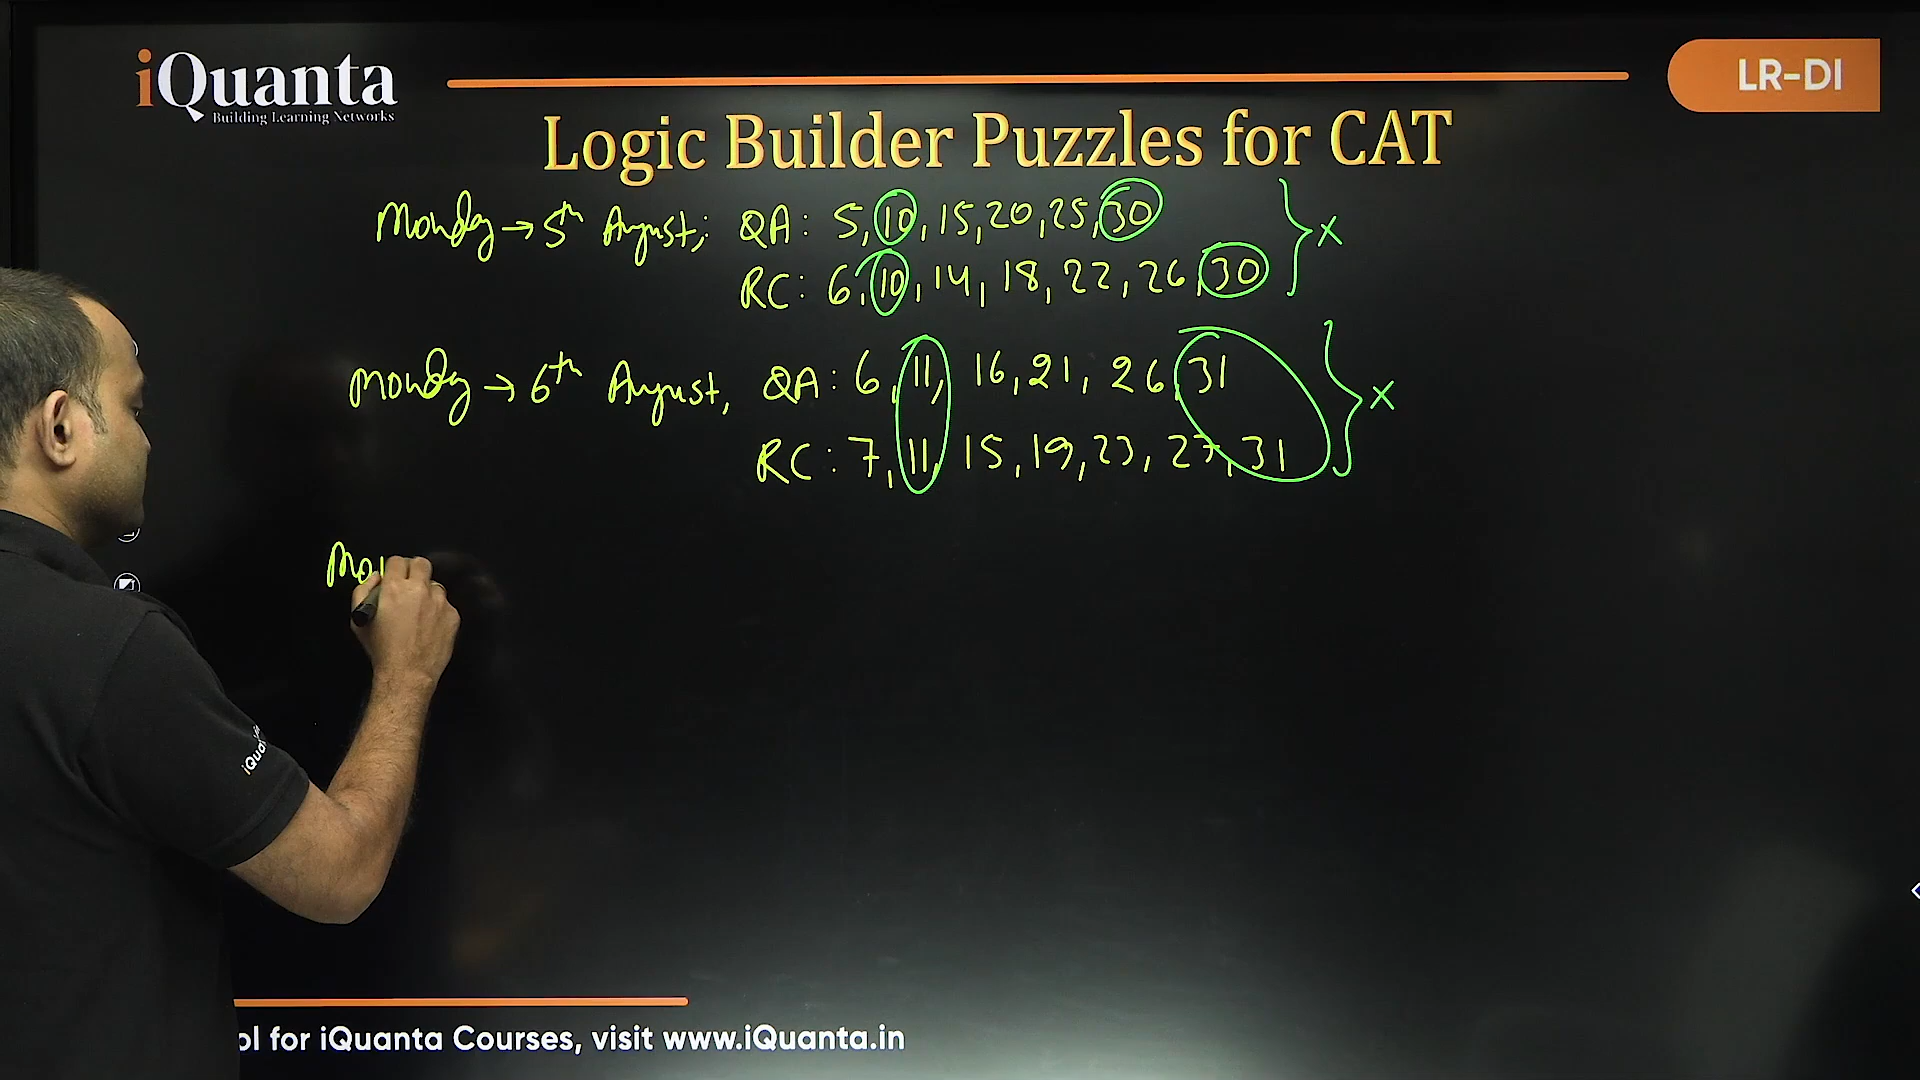 iQuanta
Building Learning Networks
LR-DI
Logic Builder Puzzles for CAT
Monday → 5th August; QA: 5, 10, 15, 20, 25, 30 } X
RC: 6, 10, 14, 18, 22, 26, 30
Monday → 6th August, QA: 6, 11, 16, 21, 26, 31 } X
RC: 7, 11, 15, 19, 23, 27, 31
Mon
iQua
ol for iQuanta Courses, visit www.iQuanta.in